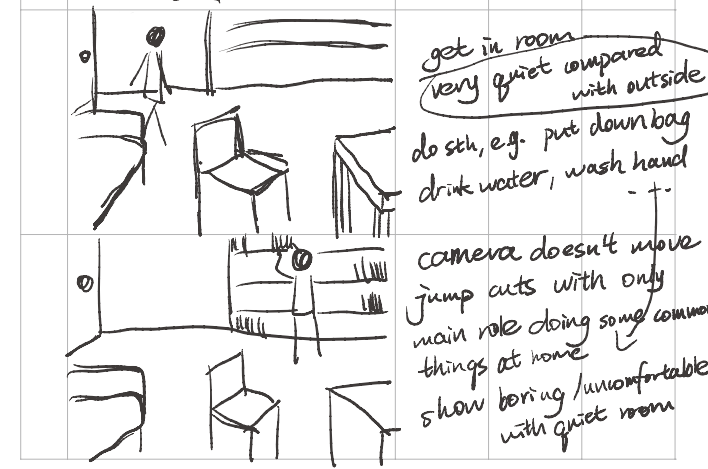 get in room
very quiet compared
with outside
do sth, e.g. put down bag
drink water, wash hand
camera doesn't move
jump cuts with only
main role doing some common
things at home
show boring / uncomfortable
with quiet room